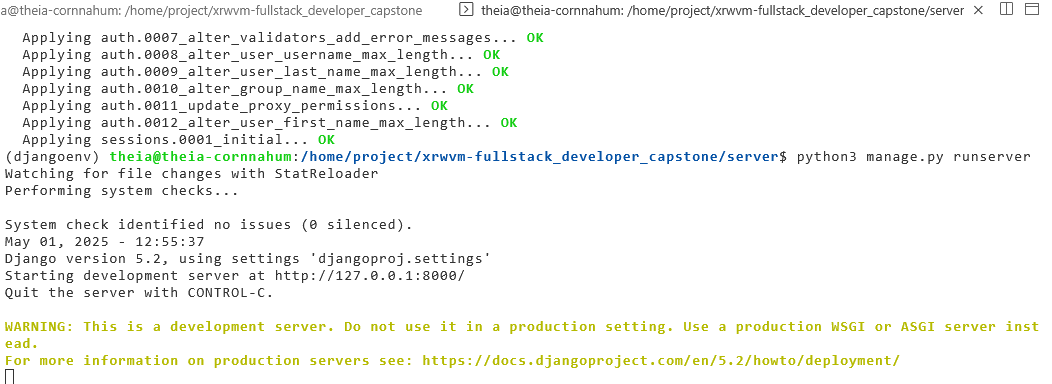 a@theia-cornnahum: /home/project/xrwvm-fullstack_developer_capstone
theia@theia-cornnahum: /home/project/xrwvm-fullstack_developer_capstone/server
Applying auth.0007_alter_validators_add_error_messages... OK
Applying auth.0008_alter_user_username_max_length... OK
Applying auth.0009_alter_user_last_name_max_length... OK
Applying auth.0010_alter_group_name_max_length... OK
Applying auth.0011_update_proxy_permissions... OK
Applying auth.0012_alter_user_first_name_max_length... OK
Applying sessions.0001_initial... OK
(djangoenv) theia@theia-cornnahum:/home/project/xrwvm-fullstack_developer_capstone/server$ python3 manage.py runserver
Watching for file changes with StatReloader
Performing system checks...
System check identified no issues (0 silenced).
May 01, 2025 - 12:55:37
Django version 5.2, using settings 'djangoproj.settings'
Starting development server at http://127.0.0.1:8000/
Quit the server with CONTROL-C.
WARNING: This is a development server. Do not use it in a production setting. Use a production WSGI or ASGI server inst
ead.
For more information on production servers see: https://docs.djangoproject.com/en/5.2/howto/deployment/